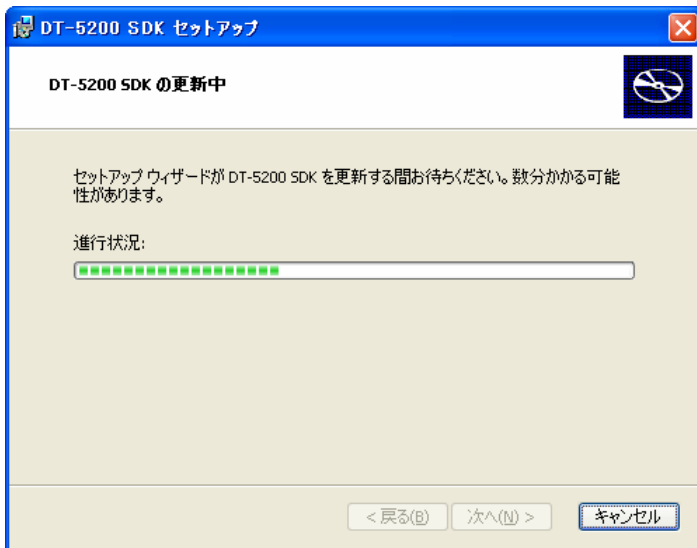 DT-5200 SDK セットアップ
DT-5200 SDK の更新中
セットアップ ウィザードが DT-5200 SDK を更新する間お待ちください。数分かかる可能
性があります。
進行状況:
< 戻る(B) 次へ(N) > キャンセル